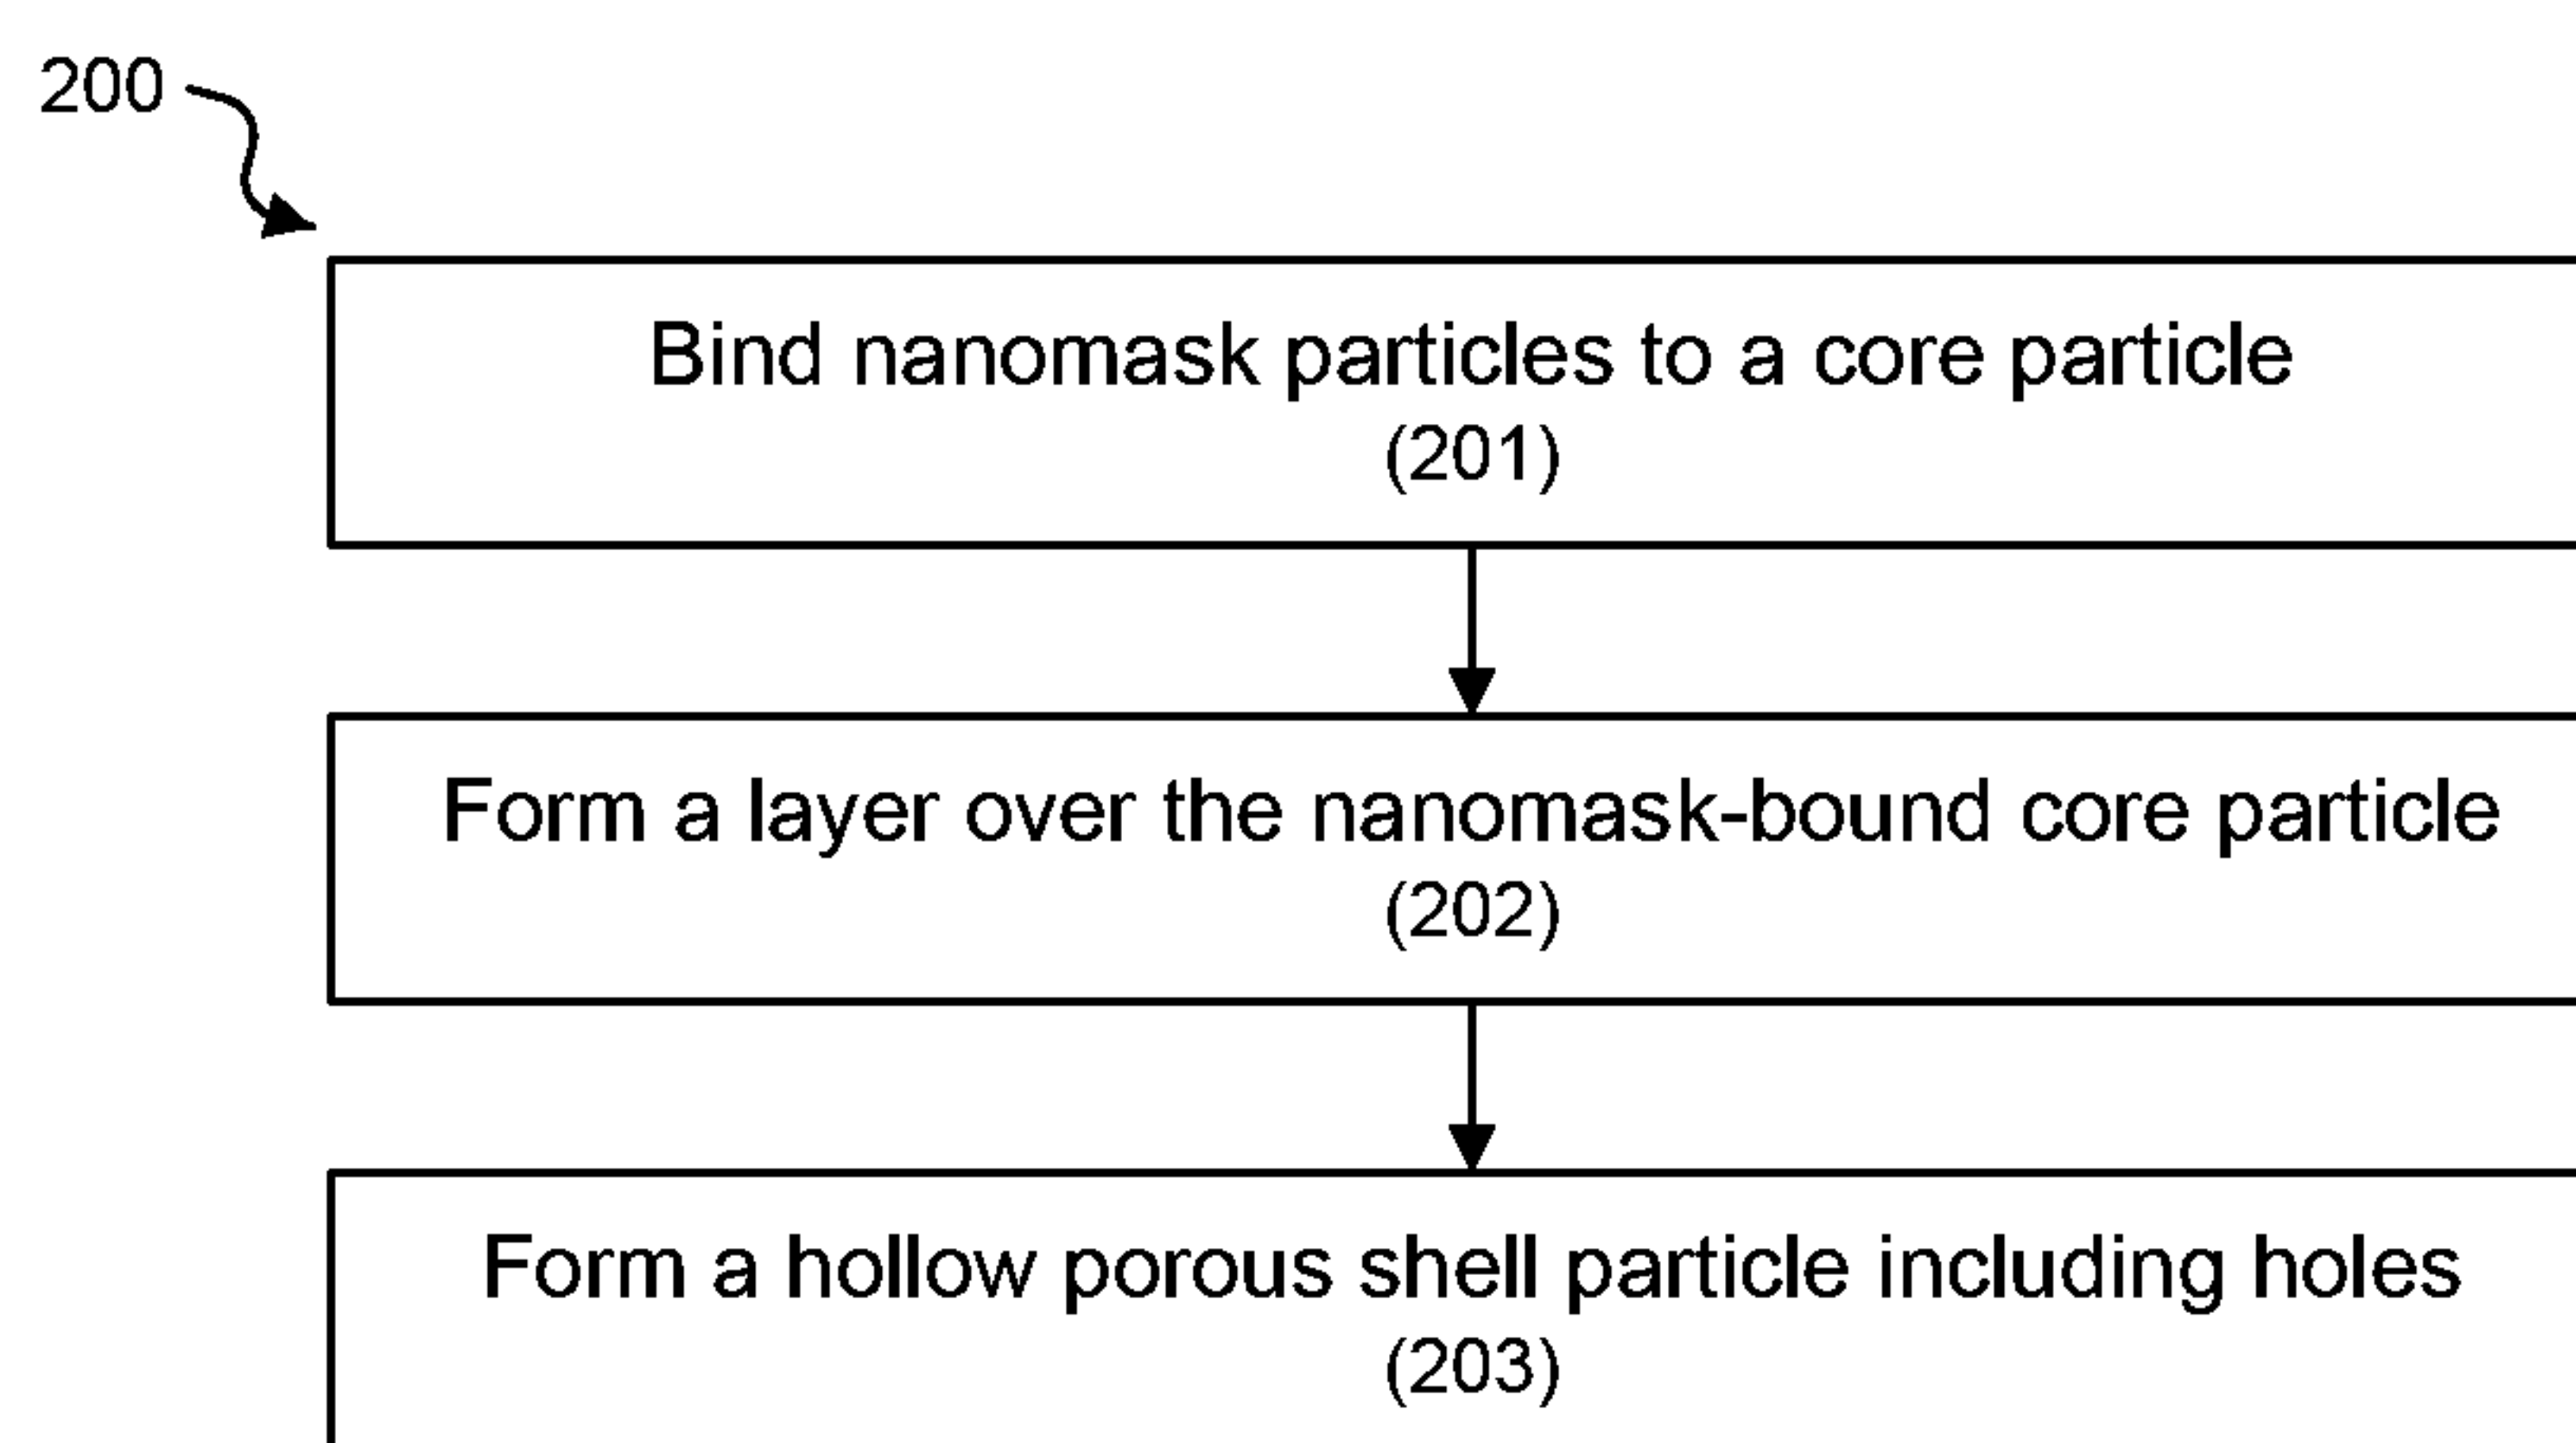 200
Bind nanomask particles to a core particle
(201)
Form a layer over the nanomask-bound core particle
(202)
Form a hollow porous shell particle including holes
(203)